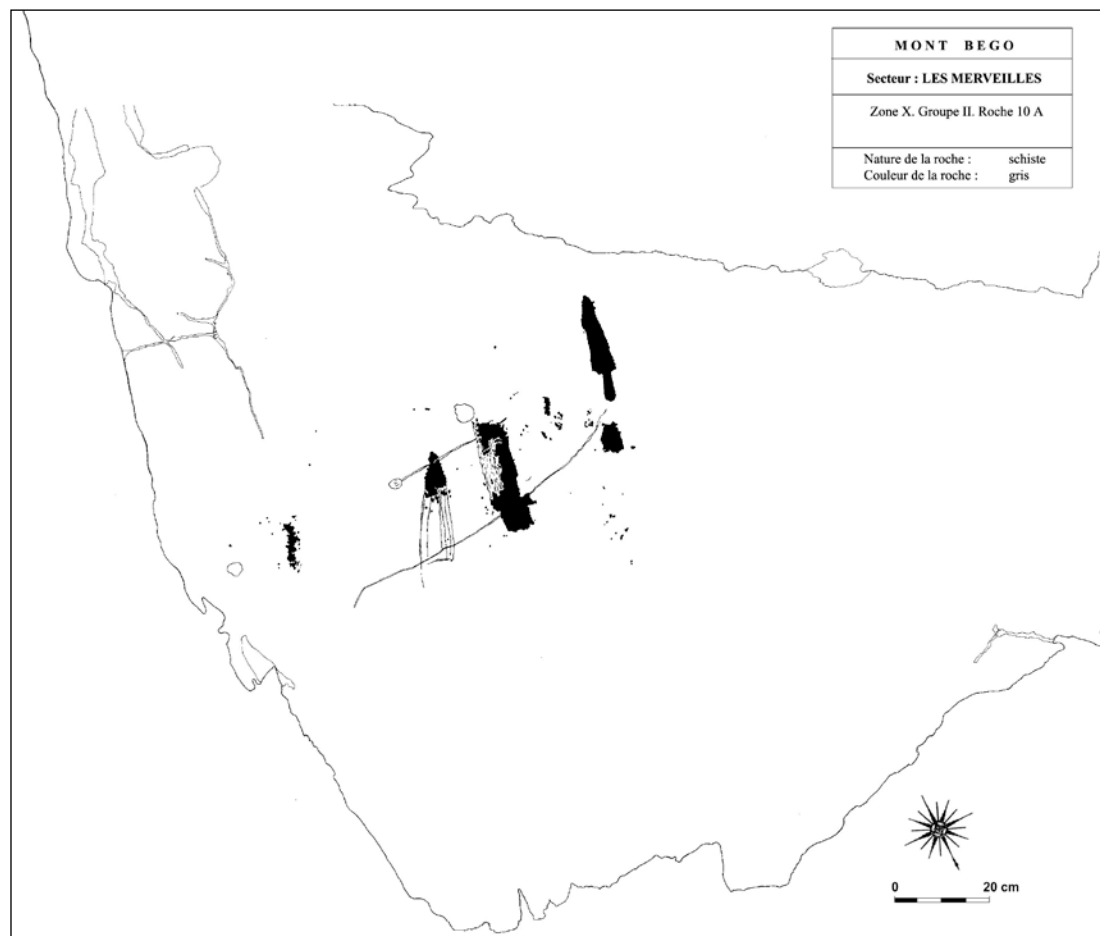 MONT BEGO
Secteur : LES MERVEILLES
Zone X. Groupe II. Roche 10 A
Nature de la roche : schiste
Couleur de la roche : gris
0 20 cm